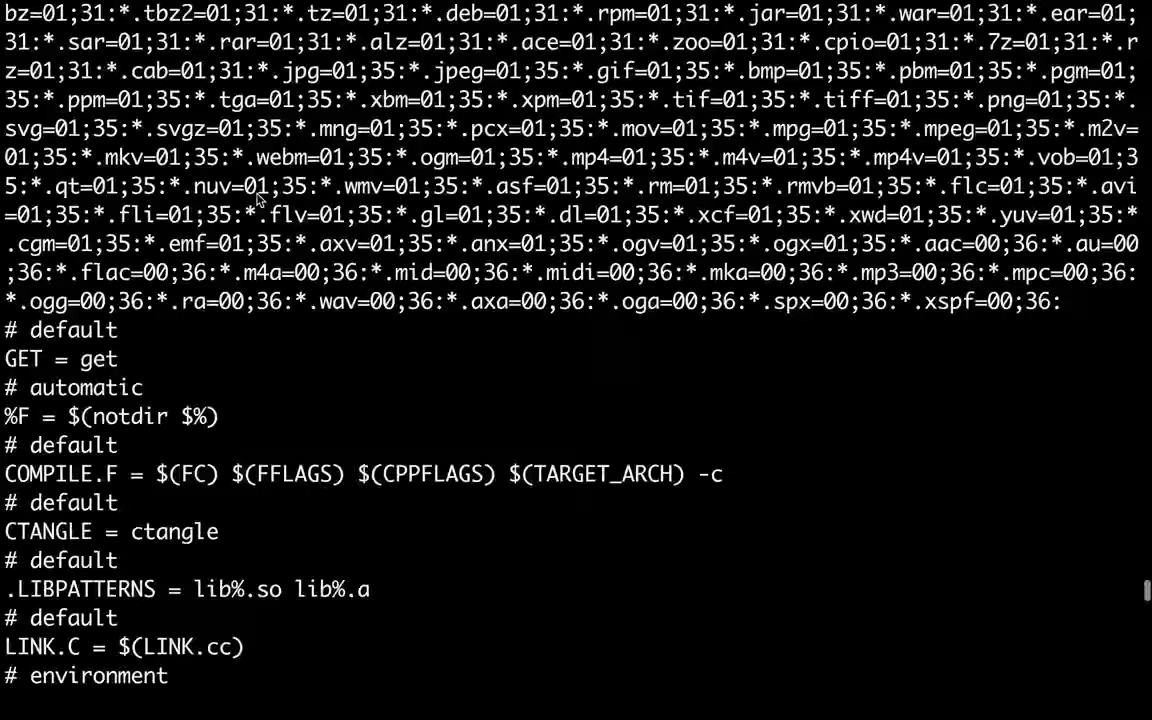 bz=01;31:*.tbz2=01;31:*.tz=01;31:*.deb=01;31:*.rpm=01;31:*.jar=01;31:*.war=01;31:*.ear=01;
31:*.sar=01;31:*.rar=01;31:*.alz=01;31:*.ace=01;31:*.zoo=01;31:*.cpio=01;31:*.7z=01;31:*.r
z=01;31:*.cab=01;31:*.jpg=01;35:*.jpeg=01;35:*.gif=01;35:*.bmp=01;35:*.pbm=01;35:*.pgm=01;
35:*.ppm=01;35:*.tga=01;35:*.xbm=01;35:*.xpm=01;35:*.tif=01;35:*.tiff=01;35:*.png=01;35:*.
svg=01;35:*.svgz=01;35:*.mng=01;35:*.pcx=01;35:*.mov=01;35:*.mpg=01;35:*.mpeg=01;35:*.m2v=
01;35:*.mkv=01;35:*.webm=01;35:*.ogm=01;35:*.mp4=01;35:*.m4v=01;35:*.mp4v=01;35:*.vob=01;3
5:*.qt=01;35:*.nuv=01;35:*.wmv=01;35:*.asf=01;35:*.rm=01;35:*.rmvb=01;35:*.flc=01;35:*.avi
=01;35:*.fli=01;35:*.flv=01;35:*.gl=01;35:*.dl=01;35:*.xcf=01;35:*.xwd=01;35:*.yuv=01;35:*
.cgm=01;35:*.emf=01;35:*.axv=01;35:*.anx=01;35:*.ogv=01;35:*.ogx=01;35:*.aac=00;36:*.au=00
;36:*.flac=00;36:*.m4a=00;36:*.mid=00;36:*.midi=00;36:*.mka=00;36:*.mp3=00;36:*.mpc=00;36:
*.ogg=00;36:*.ra=00;36:*.wav=00;36:*.axa=00;36:*.oga=00;36:*.spx=00;36:*.xspf=00;36:
# default
GET = get
# automatic
%F = $(notdir $%)
# default
COMPILE.F = $(FC) $(FFLAGS) $(CPPFLAGS) $(TARGET_ARCH) -c
# default
CTANGLE = ctangle
# default
.LIBPATTERNS = lib%.so lib%.a
# default
LINK.C = $(LINK.cc)
# environment